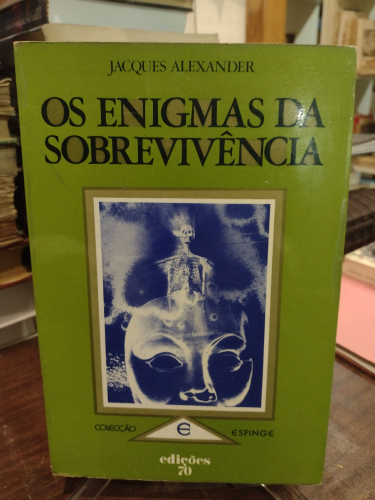 JACQUES ALEXANDER
OS ENIGMAS DA
SOBREVIVÊNCIA
COLECÇÃO E ESFINGE
edições
70